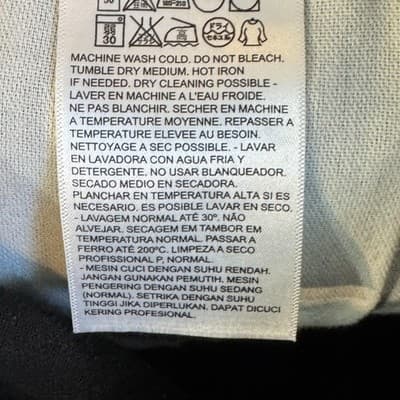 MACHINE WASH COLD. DO NOT BLEACH.
TUMBLE DRY MEDIUM. HOT IRON
IF NEEDED. DRY CLEANING POSSIBLE -
LAVER EN MACHINE A L'EAU FROIDE.
NE PAS BLANCHIR. SECHER EN MACHINE
A TEMPERATURE MOYENNE. REPASSER A
TEMPERATURE ELEVEE AU BESOIN.
NETTOYAGE A SEC POSSIBLE. - LAVAR
EN LAVADORA CON AGUA FRIA Y
DETERGENTE. NO USAR BLANQUEADOR.
SECADO MEDIO EN SECADORA.
PLANCHAR EN TEMPERATURA ALTA SI ES
NECESARIO. ES POSIBLE LAVAR EN SECO.
- LAVAGEM NORMAL ATÉ 30º. NÃO
ALVEJAR. SECAGEM EM TAMBOR EM
TEMPERATURA NORMAL. PASSAR A
FERRO ATÉ 200ºC. LIMPEZA A SECO
PROFISSIONAL P, NORMAL.
- MESIN CUCI DENGAN SUHU RENDAH.
JANGAN GUNAKAN PEMUTIH. MESIN
PENGERING DENGAN SUHU SEDANG
(NORMAL). SETRIKA DENGAN SUHU
TINGGI JIKA DIPERLUKAN. DAPAT DICUCI
KERING PROFESIONAL.